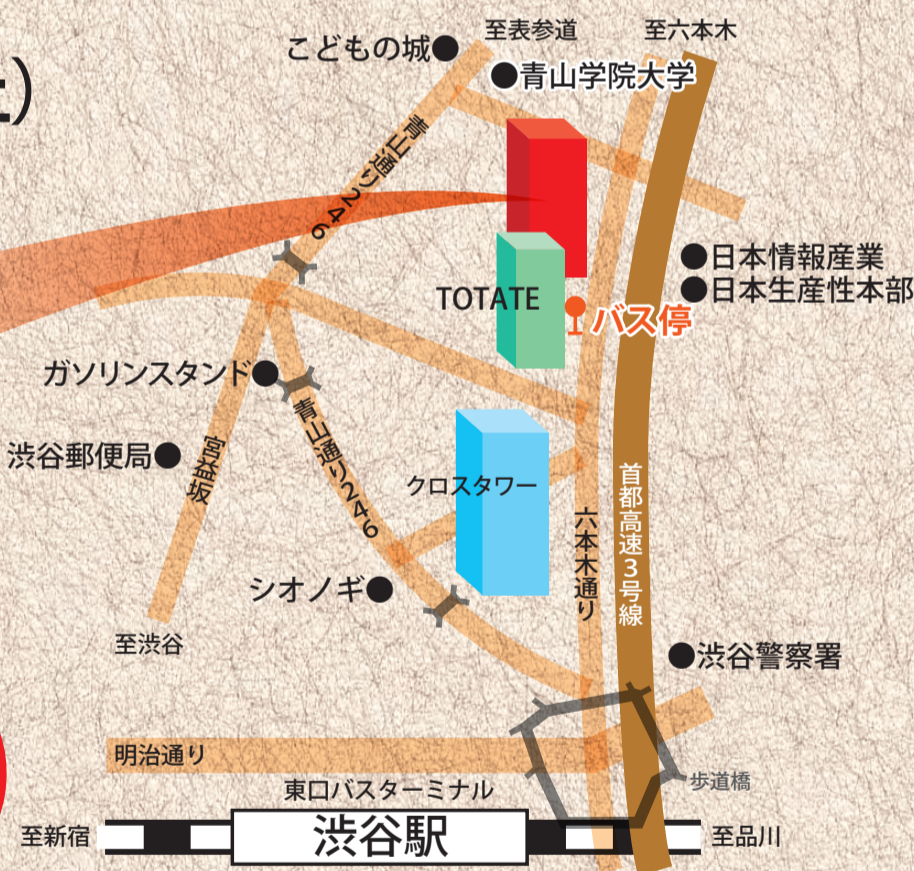 至表参道
至六本木
こどもの城
青山学院大学
青山通り246
日本情報産業
日本生産性本部
TOTATE
バス停
ガソリンスタンド
青山通り246
渋谷郵便局
宮益坂
クロスタワー
首都高速3号線
六本木通り
シオノギ
至渋谷
渋谷警察署
明治通り
歩道橋
東口バスターミナル
至新宿
渋谷駅
至品川